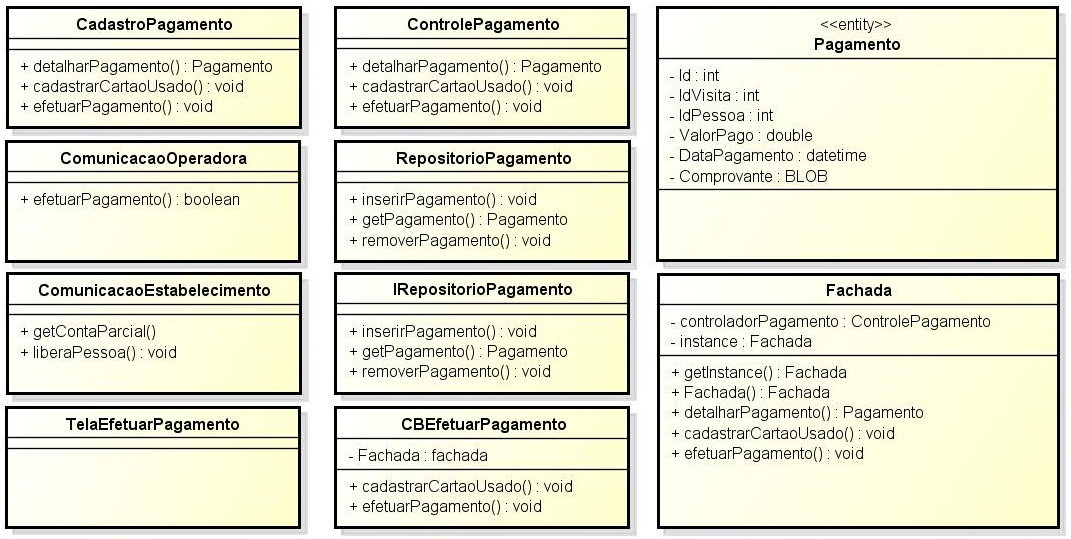 CadastroPagamento
+ detalharPagamento() : Pagamento
+ cadastrarCartaoUsado() : void
+ efetuarPagamento() : void
ControlePagamento
+ detalharPagamento() : Pagamento
+ cadastrarCartaoUsado() : void
+ efetuarPagamento() : void
<<entity>>
Pagamento
- Id : int
- IdVisita : int
- IdPessoa : int
- ValorPago : double
- DataPagamento : datetime
- Comprovante : BLOB
ComunicacaoOperadora
+ efetuarPagamento() : boolean
RepositorioPagamento
+ inserirPagamento() : void
+ getPagamento() : Pagamento
+ removerPagamento() : void
ComunicacaoEstabelecimento
+ getContaParcial()
+ liberaPessoa() : void
IRepositorioPagamento
+ inserirPagamento() : void
+ getPagamento() : Pagamento
+ removerPagamento() : void
Fachada
- controladorPagamento : ControlePagamento
- instance : Fachada
+ getInstance() : Fachada
+ Fachada() : Fachada
+ detalharPagamento() : Pagamento
+ cadastrarCartaoUsado() : void
+ efetuarPagamento() : void
TelaEfetuarPagamento
CBEfetuarPagamento
- Fachada : fachada
+ cadastrarCartaoUsado() : void
+ efetuarPagamento() : void